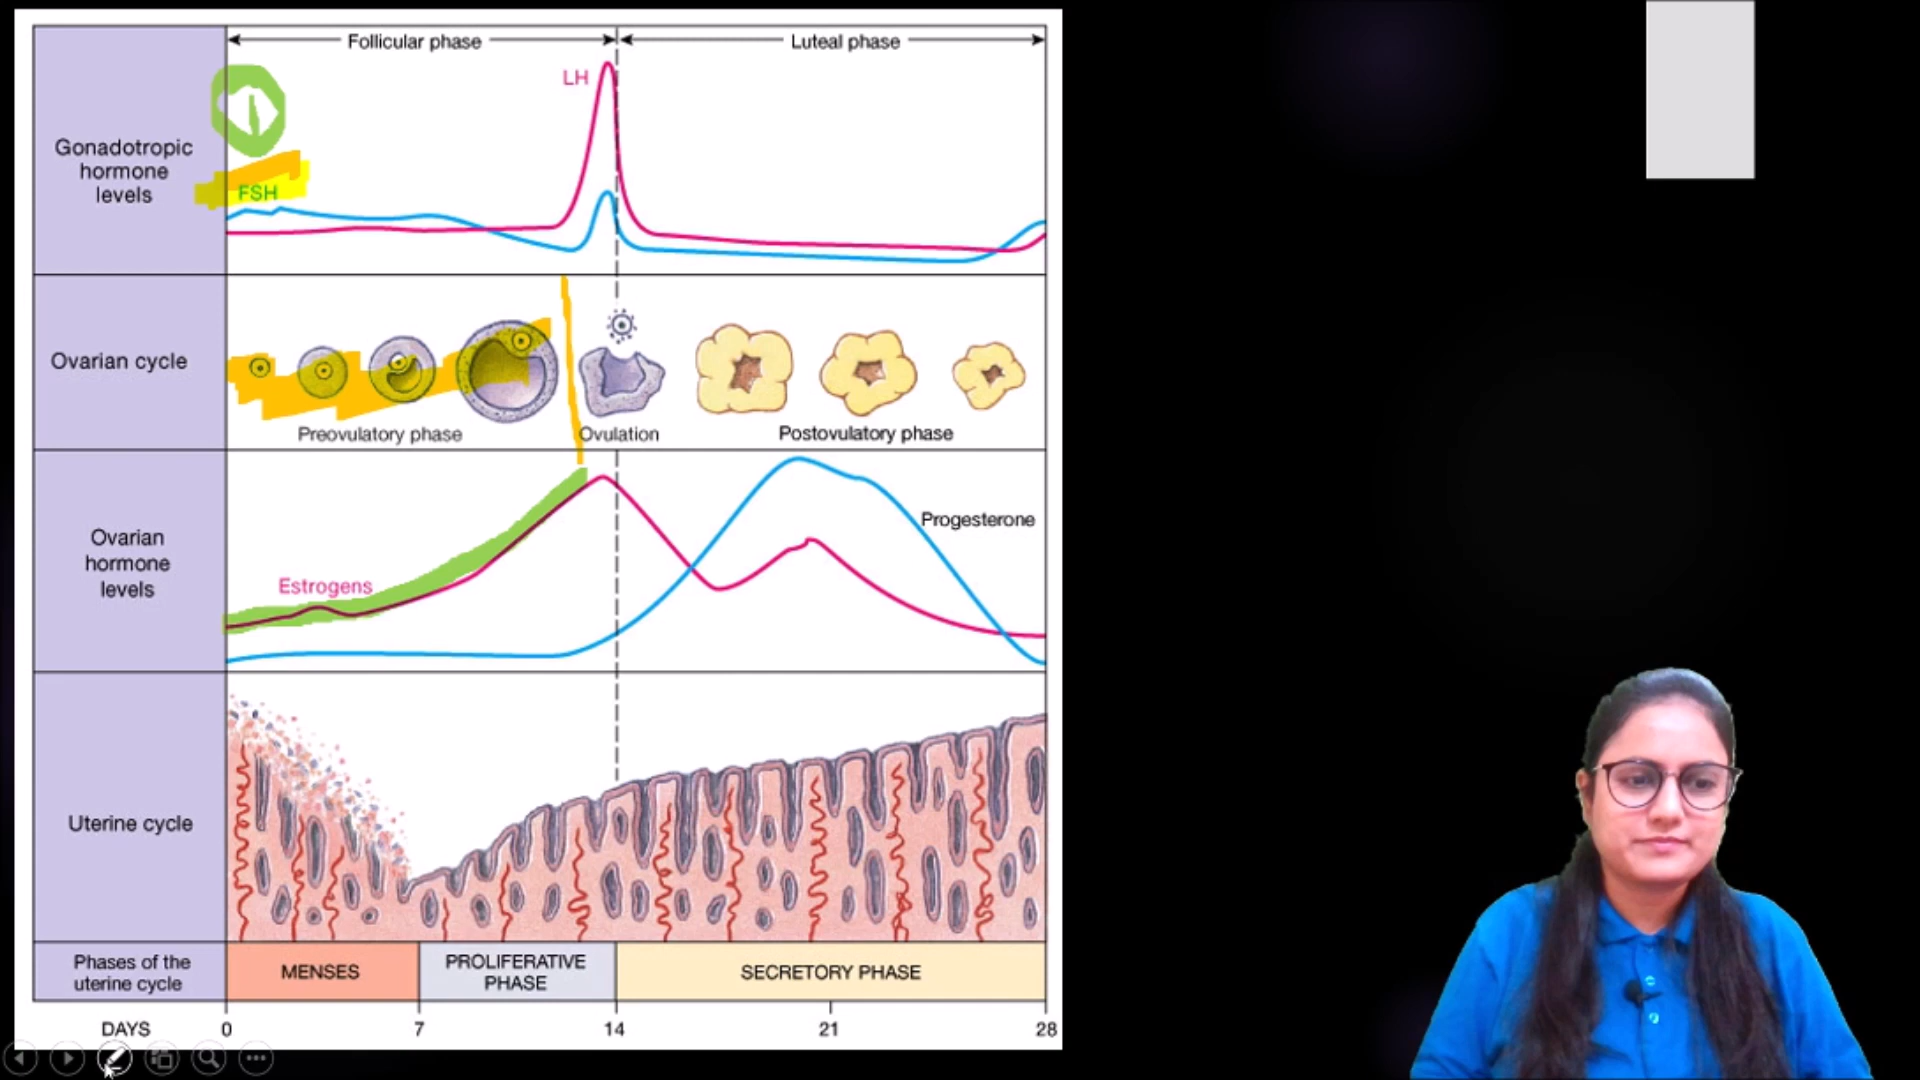 Follicular phase
Luteal phase
LH
Gonadotropic
hormone
levels
FSH
Ovarian cycle
Preovulatory phase
Ovulation
Postovulatory phase
Ovarian
hormone
levels
Estrogens
Progesterone
Uterine cycle
Phases of the
uterine cycle
MENSES
PROLIFERATIVE
PHASE
SECRETORY PHASE
DAYS
0
7
14
21
28